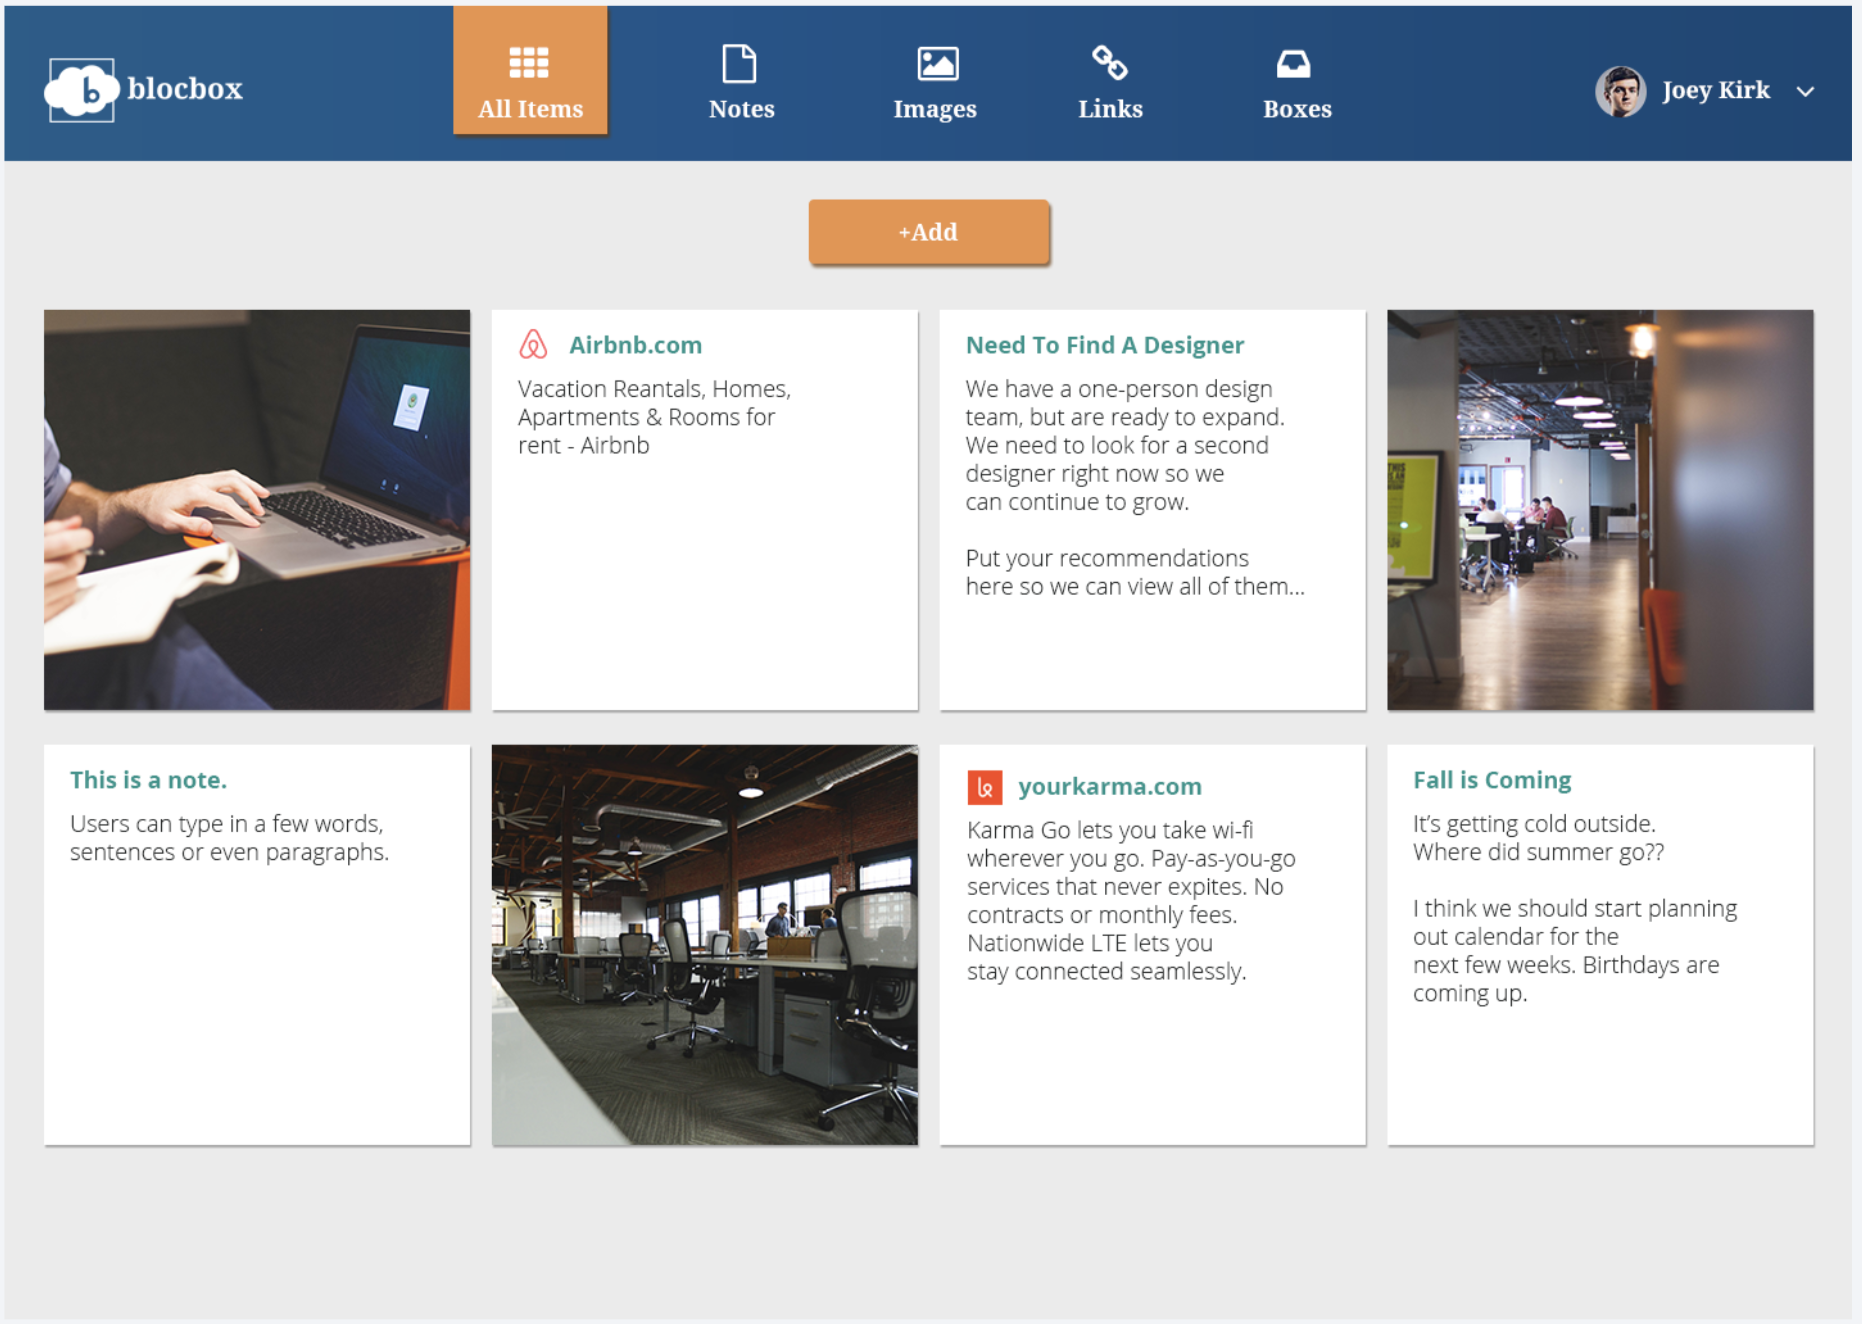 blocbox
All Items
Notes
Images
Links
Boxes
Joey Kirk
+Add
Airbnb.com
Vacation Reantals, Homes,
Apartments & Rooms for
rent - Airbnb
Need To Find A Designer
We have a one-person design
team, but are ready to expand.
We need to look for a second
designer right now so we
can continue to grow.
Put your recommendations
here so we can view all of them...
THIS
This is a note.
Users can type in a few words,
sentences or even paragraphs.
yourkarma.com
Karma Go lets you take wi-fi
wherever you go. Pay-as-you-go
services that never expites. No
contracts or monthly fees.
Nationwide LTE lets you
stay connected seamlessly.
Fall is Coming
It’s getting cold outside.
Where did summer go??
I think we should start planning
out calendar for the
next few weeks. Birthdays are
coming up.